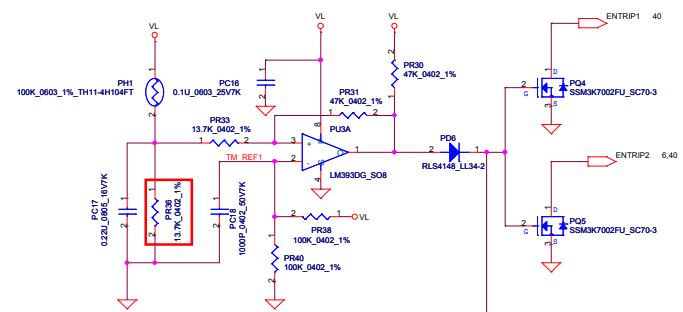 ENTRIP1 40
VL
VL
VL
PH1
100K_0603_1%_TH11-4H104FT
PC16
0.1U_0603_25V7K
PR30
47K_0402_1%
PR31
47K_0402_1%
PR33
13.7K_0402_1%
PU3A
LM393DG_SO8
TM_REF1
PD6
RLS4148_LL34-2
PQ4
SSM3K7002FU_SC70-3
ENTRIP2 6,40
PQ5
SSM3K7002FU_SC70-3
PC17
0.22U_0805_16V7K
PR36
13.7K_0402_1%
PC18
1000P_0402_50V7K
VL
PR38
100K_0402_1%
PR40
100K_0402_1%